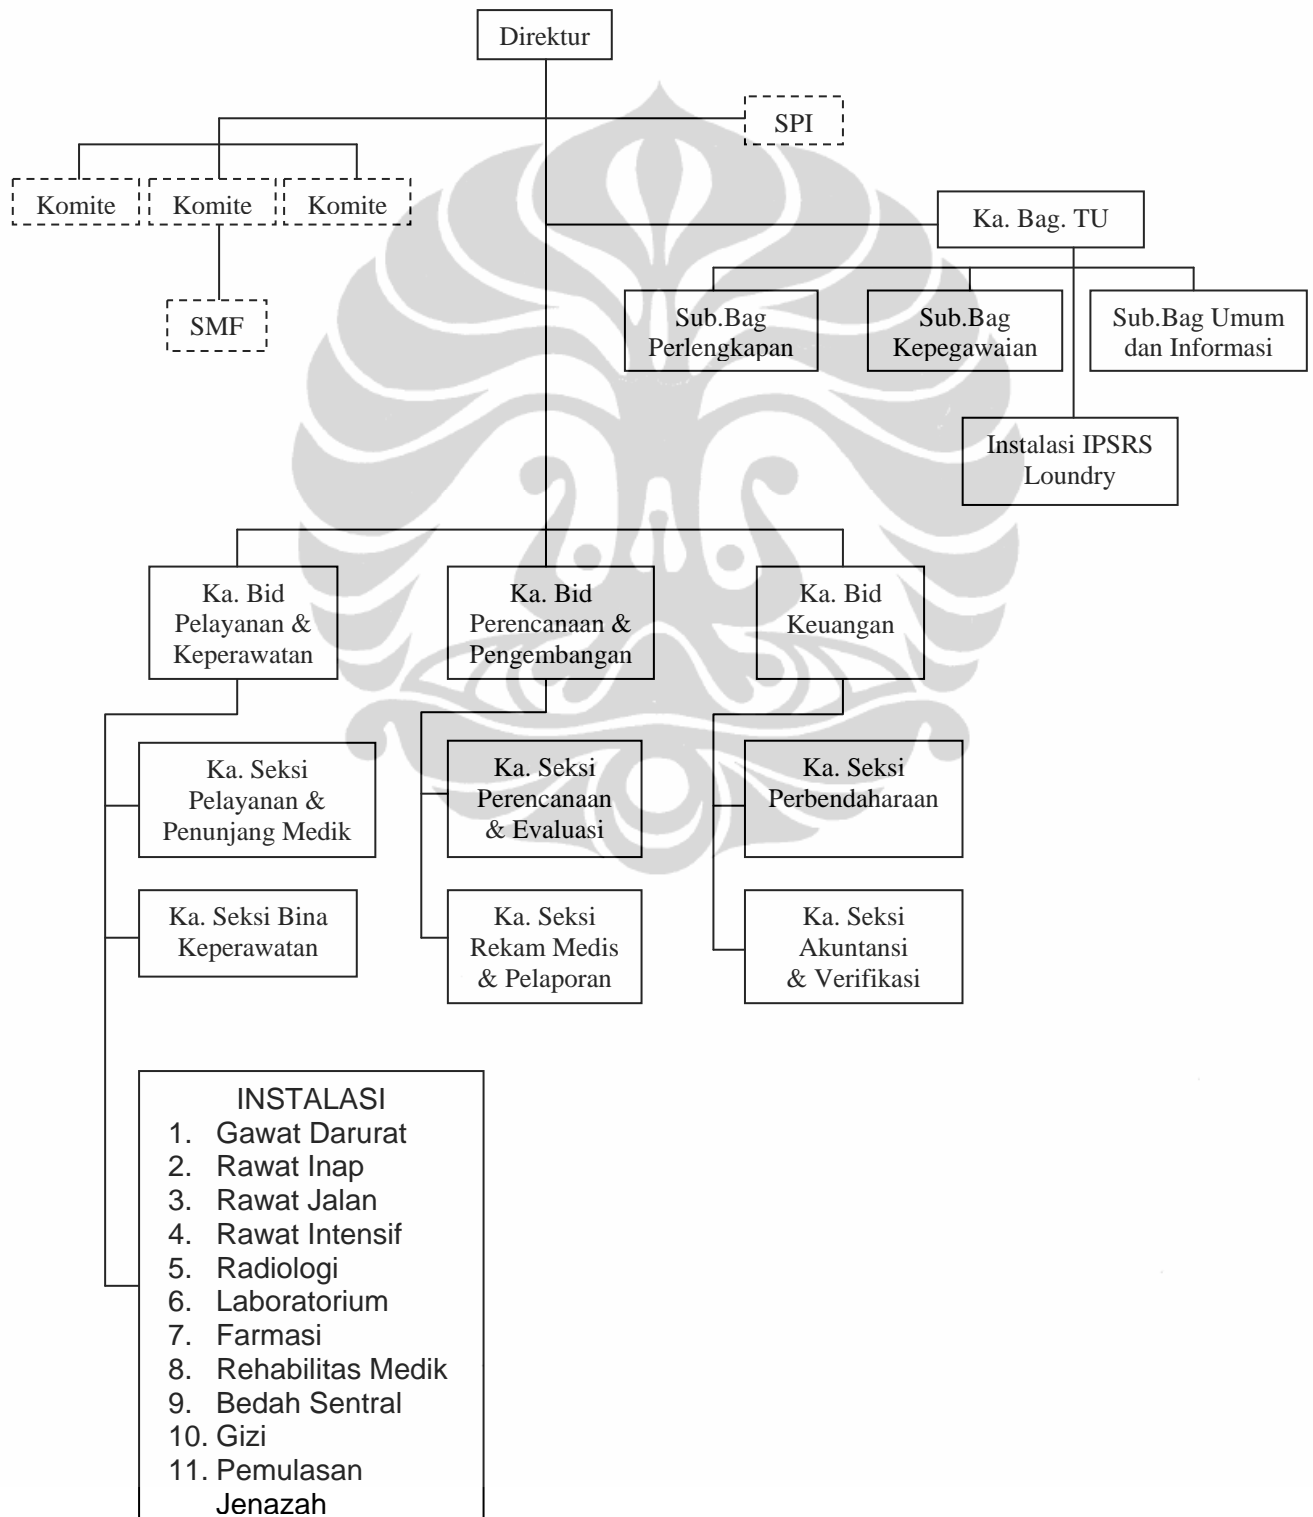 Direktur
SPI
Komite
Komite
Komite
Ka. Bag. TU
SMF
Sub.Bag
Perlengkapan
Sub.Bag
Kepegawaian
Sub.Bag Umum
dan Informasi
Instalasi IPSRS
Loundry
Ka. Bid
Pelayanan &
Keperawatan
Ka. Bid
Perencanaan &
Pengembangan
Ka. Bid
Keuangan
Ka. Seksi
Pelayanan &
Penunjang Medik
Ka. Seksi
Perencanaan
& Evaluasi
Ka. Seksi
Perbendaharaan
Ka. Seksi Bina
Keperawatan
Ka. Seksi
Rekam Medis
& Pelaporan
Ka. Seksi
Akuntansi
& Verifikasi
INSTALASI
1. Gawat Darurat
2. Rawat Inap
3. Rawat Jalan
4. Rawat Intensif
5. Radiologi
6. Laboratorium
7. Farmasi
8. Rehabilitas Medik
9. Bedah Sentral
10. Gizi
11. Pemulasan
Jenazah